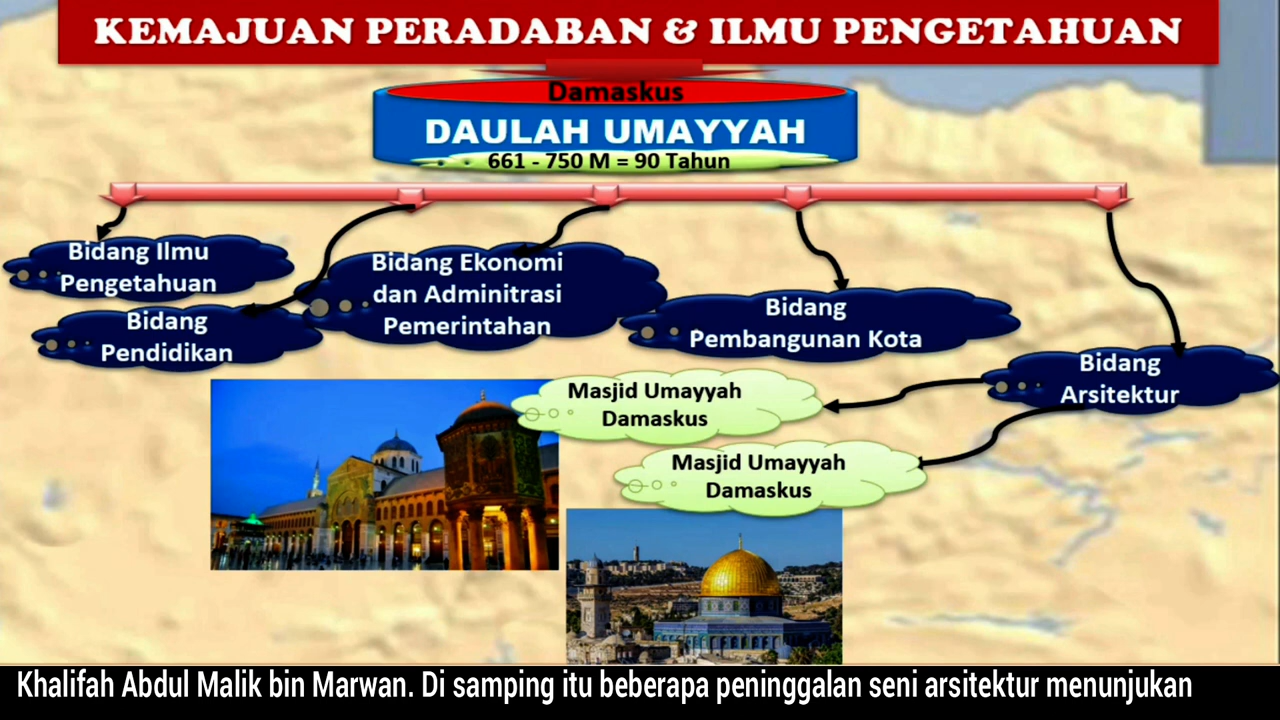 KEMAJUAN PERADABAN & ILMU PENGETAHUAN
Damaskus
DAULAH UMAYYAH
661 - 750 M = 90 Tahun
Bidang Ilmu
Pengetahuan
Bidang
Pendidikan
Bidang Ekonomi
dan Adminitrasi
Pemerintahan
Bidang
Pembangunan Kota
Bidang
Arsitektur
Masjid Umayyah
Damaskus
Masjid Umayyah
Damaskus
Khalifah Abdul Malik bin Marwan. Di samping itu beberapa peninggalan seni arsitektur menunjukan